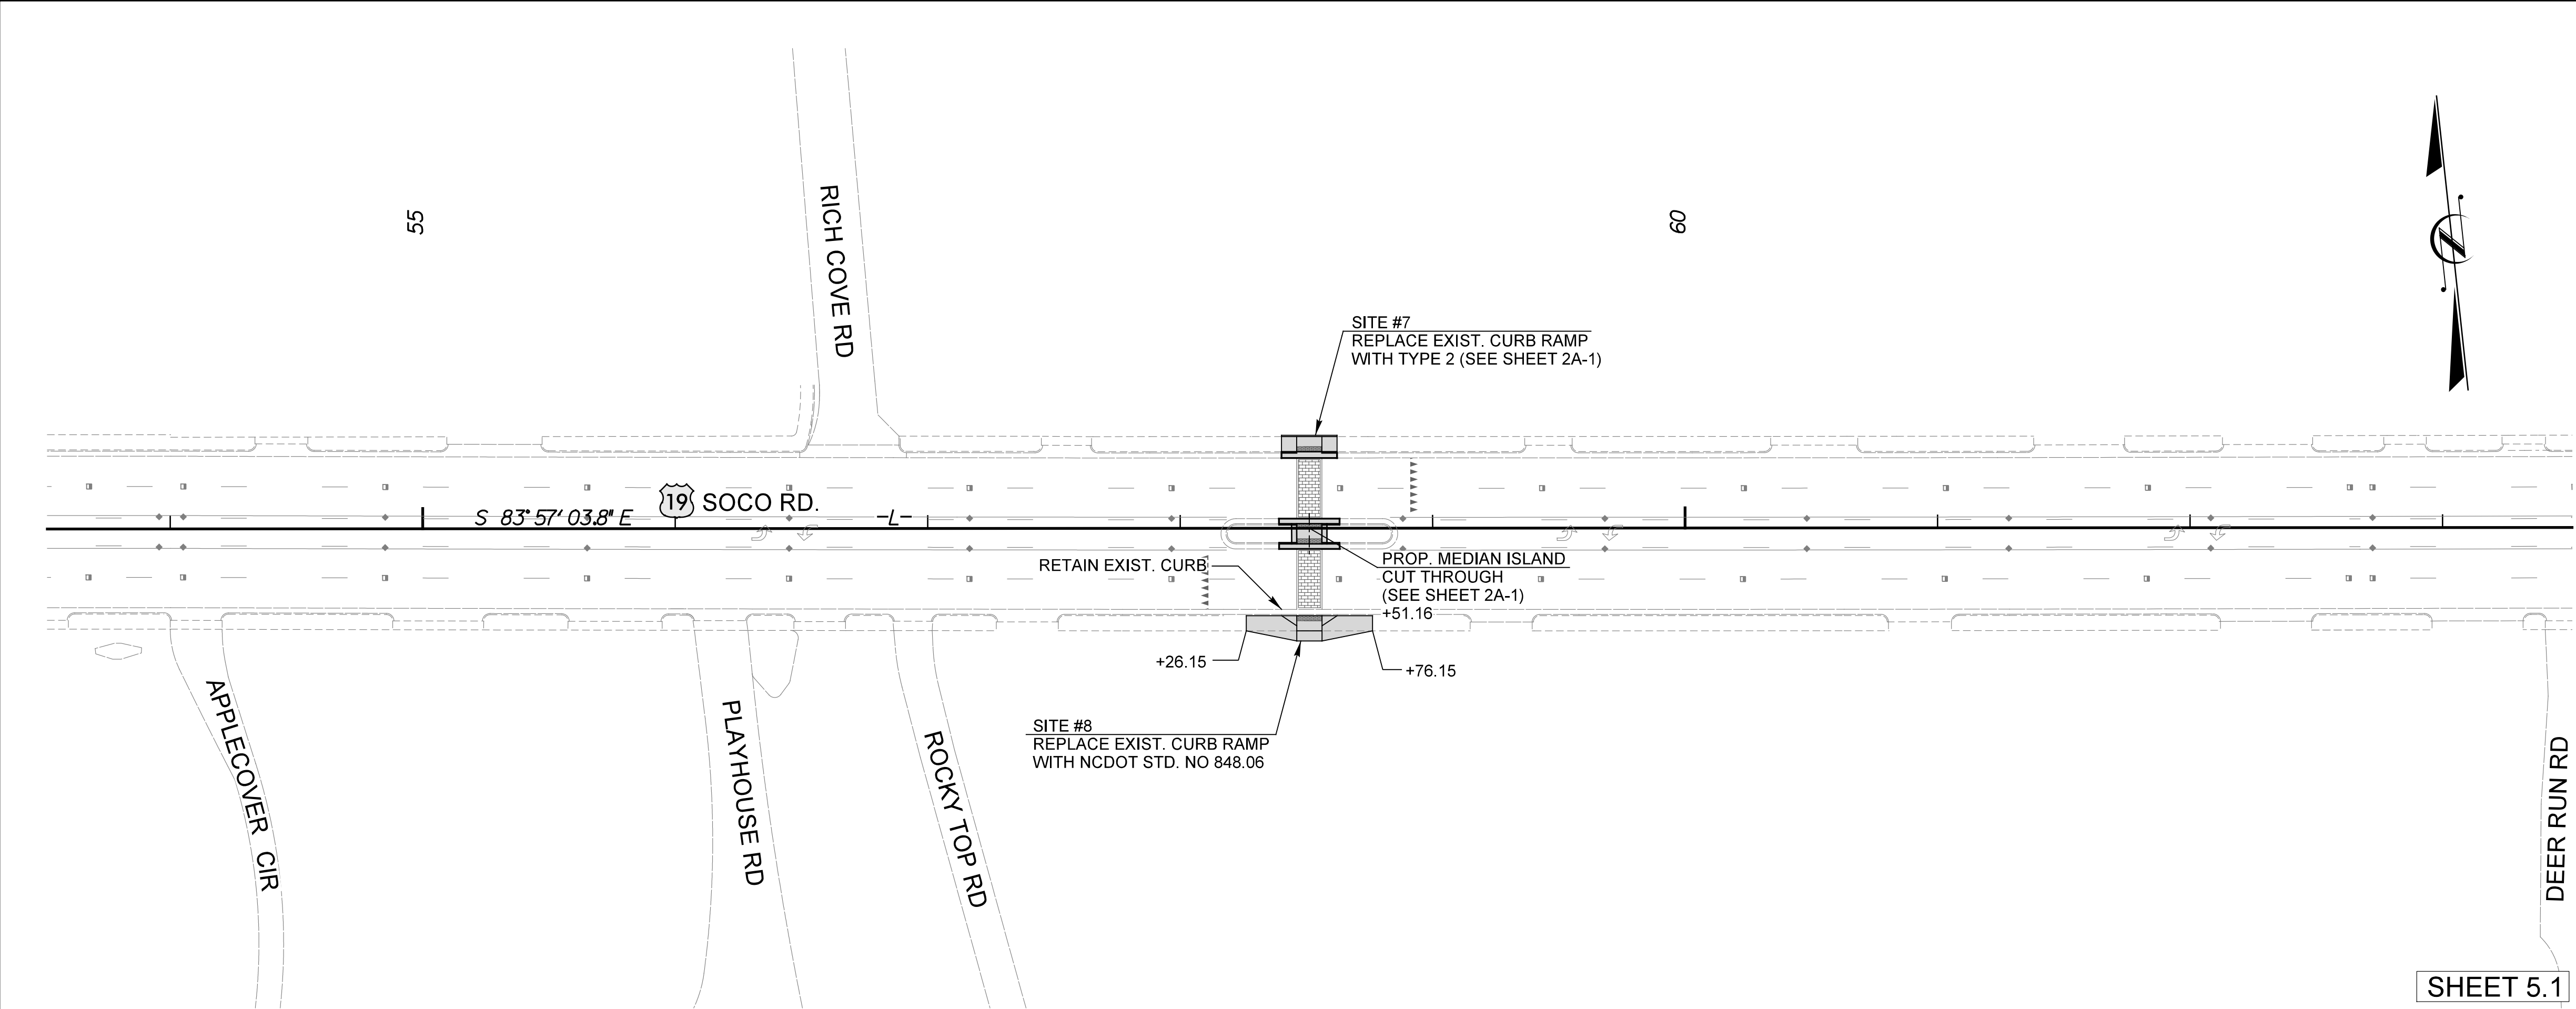 55
60
RICH COVE RD
N
SITE #7
REPLACE EXIST. CURB RAMP
WITH TYPE 2 (SEE SHEET 2A-1)
S 83° 57' 03.8" E
19
SOCO RD.
-L-
RETAIN EXIST. CURB
PROP. MEDIAN ISLAND
CUT THROUGH
(SEE SHEET 2A-1)
+51.16
+26.15
+76.15
SITE #8
REPLACE EXIST. CURB RAMP
WITH NCDOT STD. NO 848.06
APPLECOVER CIR
PLAYHOUSE RD
ROCKY TOP RD
DEER RUN RD
SHEET 5.1